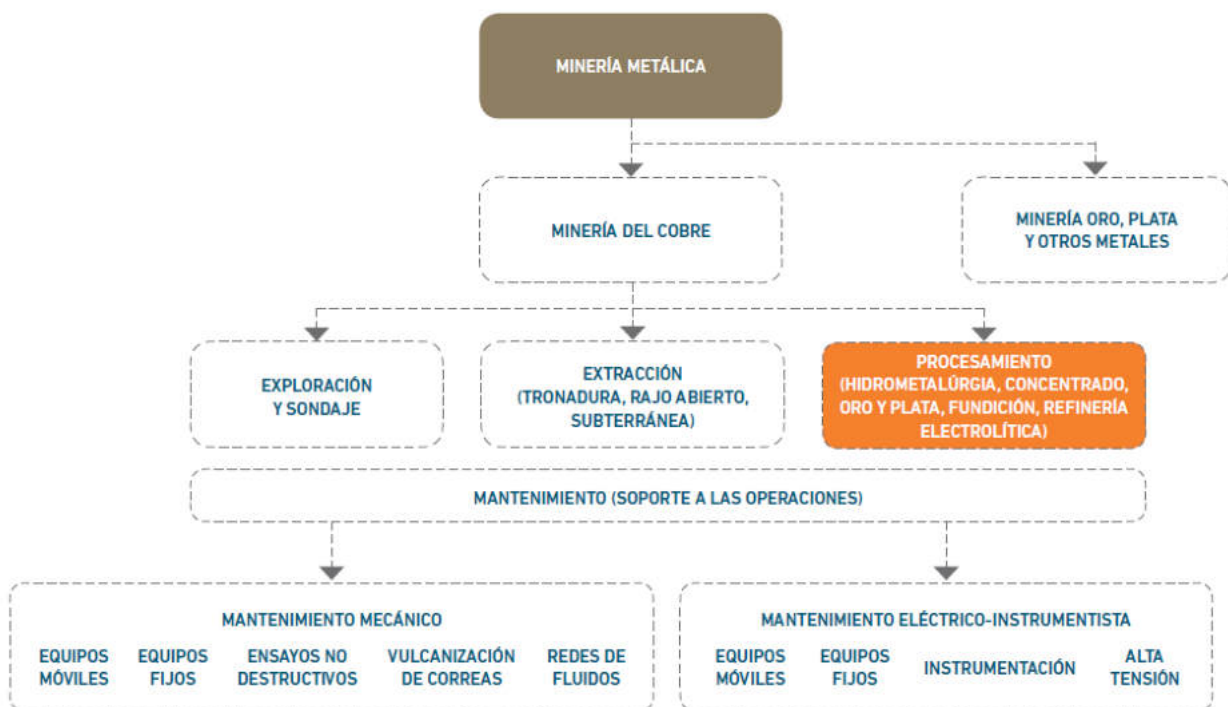 MINERÍA METÁLICA
MINERÍA DEL COBRE
MINERÍA ORO, PLATA
Y OTROS METALES
EXPLORACIÓN
Y SONDAJE
EXTRACCIÓN
(TRONADURA, RAJO ABIERTO,
SUBTERRÁNEA)
PROCESAMIENTO
(HIDROMETALÚRGIA, CONCENTRADO,
ORO Y PLATA, FUNDICIÓN, REFINERÍA
ELECTROLÍTICA)
MANTENIMIENTO (SOPORTE A LAS OPERACIONES)
MANTENIMIENTO MECÁNICO
EQUIPOS
MÓVILES
EQUIPOS
FIJOS
ENSAYOS NO
DESTRUCTIVOS
VULCANIZACIÓN
DE CORREAS
REDES DE
FLUIDOS
MANTENIMIENTO ELÉCTRICO-INSTRUMENTISTA
EQUIPOS
MÓVILES
EQUIPOS
FIJOS
INSTRUMENTACIÓN
ALTA
TENSIÓN